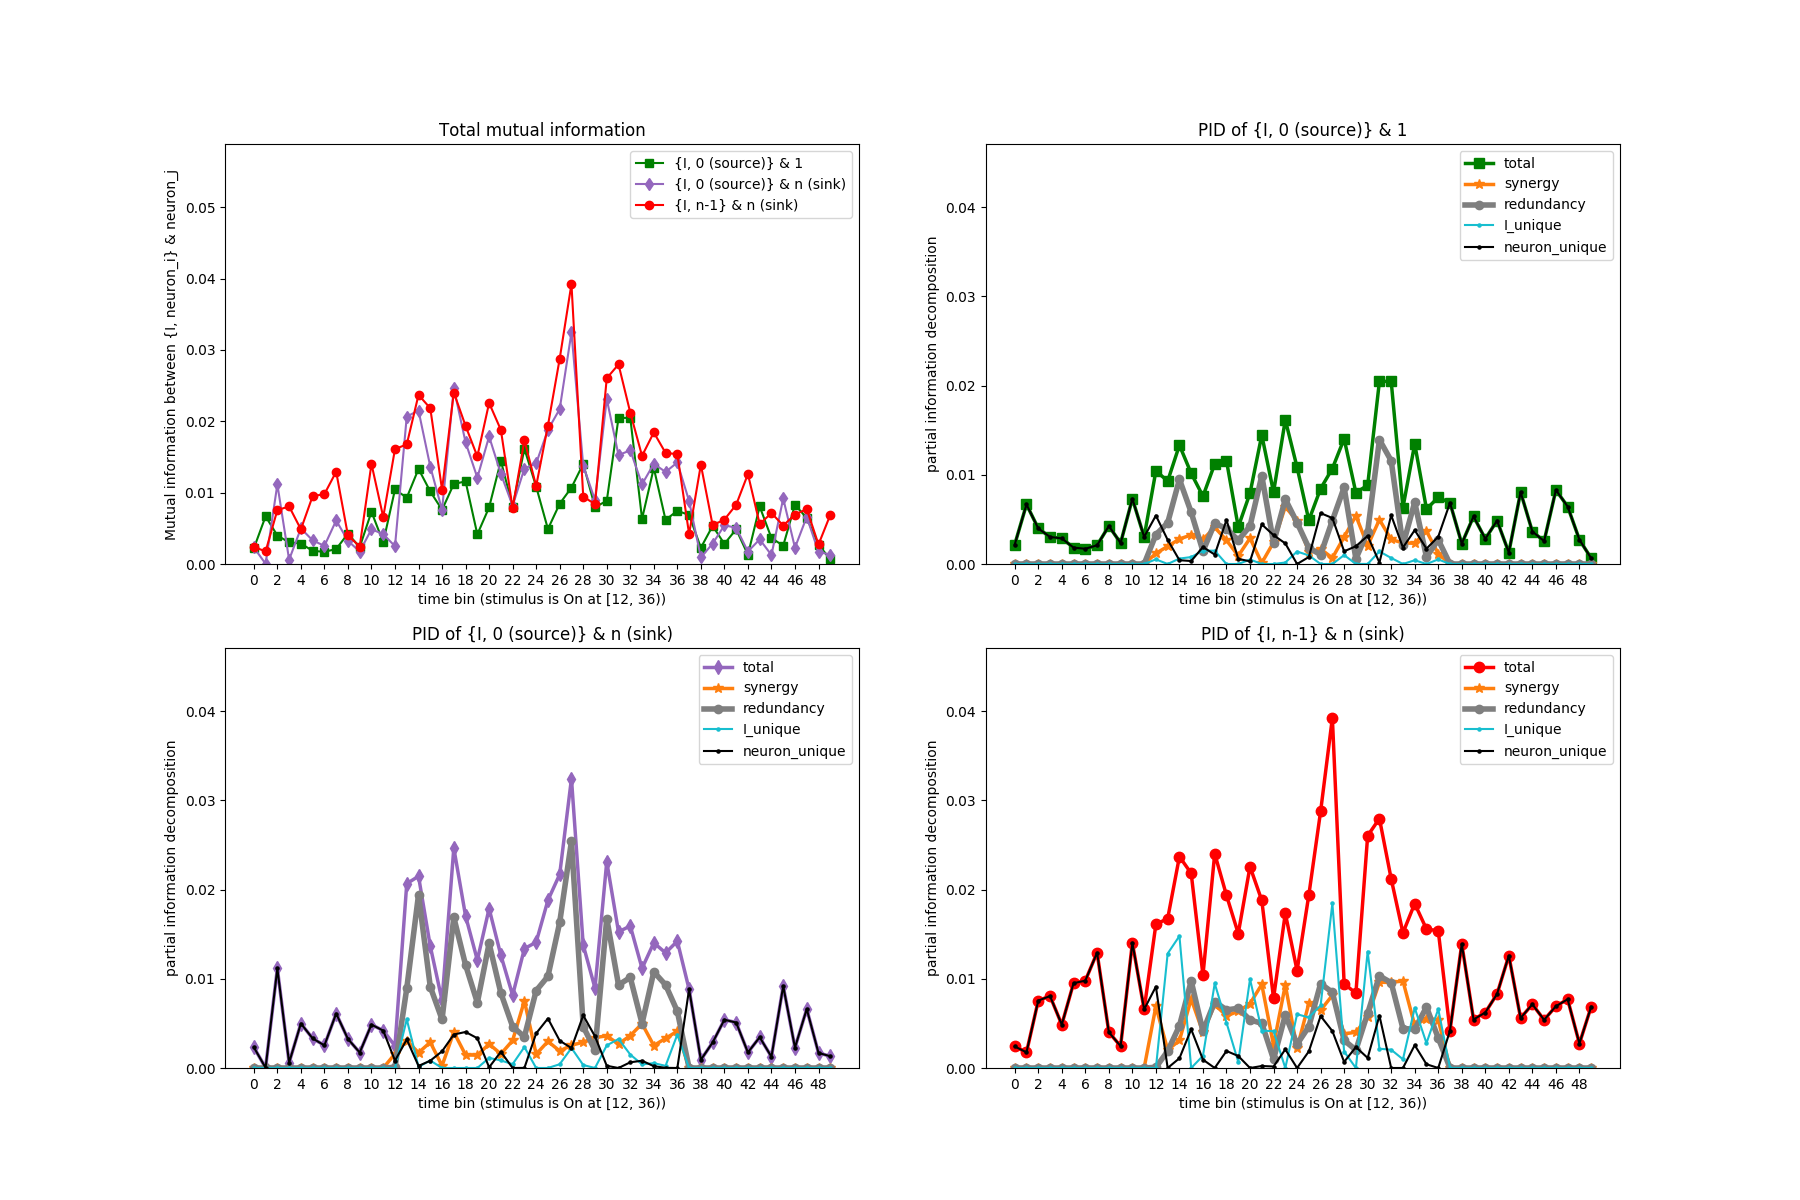 Total mutual information
Mutual information between {I, neuron_i} & neuron_j
0.05
0.04
0.03
0.02
0.01
0.00
{I, 0 (source)} & 1
{I, 0 (source)} & n (sink)
{I, n-1} & n (sink)
0 2 4 6 8 10 12 14 16 18 20 22 24 26 28 30 32 34 36 38 40 42 44 46 48
time bin (stimulus is On at [12, 36))
PID of {I, 0 (source)} & 1
partial information decomposition
0.04
0.03
0.02
0.01
0.00
total
synergy
redundancy
I_unique
neuron_unique
0 2 4 6 8 10 12 14 16 18 20 22 24 26 28 30 32 34 36 38 40 42 44 46 48
time bin (stimulus is On at [12, 36))
PID of {I, 0 (source)} & n (sink)
partial information decomposition
0.04
0.03
0.02
0.01
0.00
total
synergy
redundancy
I_unique
neuron_unique
0 2 4 6 8 10 12 14 16 18 20 22 24 26 28 30 32 34 36 38 40 42 44 46 48
time bin (stimulus is On at [12, 36))
PID of {I, n-1} & n (sink)
partial information decomposition
0.04
0.03
0.02
0.01
0.00
total
synergy
redundancy
I_unique
neuron_unique
0 2 4 6 8 10 12 14 16 18 20 22 24 26 28 30 32 34 36 38 40 42 44 46 48
time bin (stimulus is On at [12, 36))